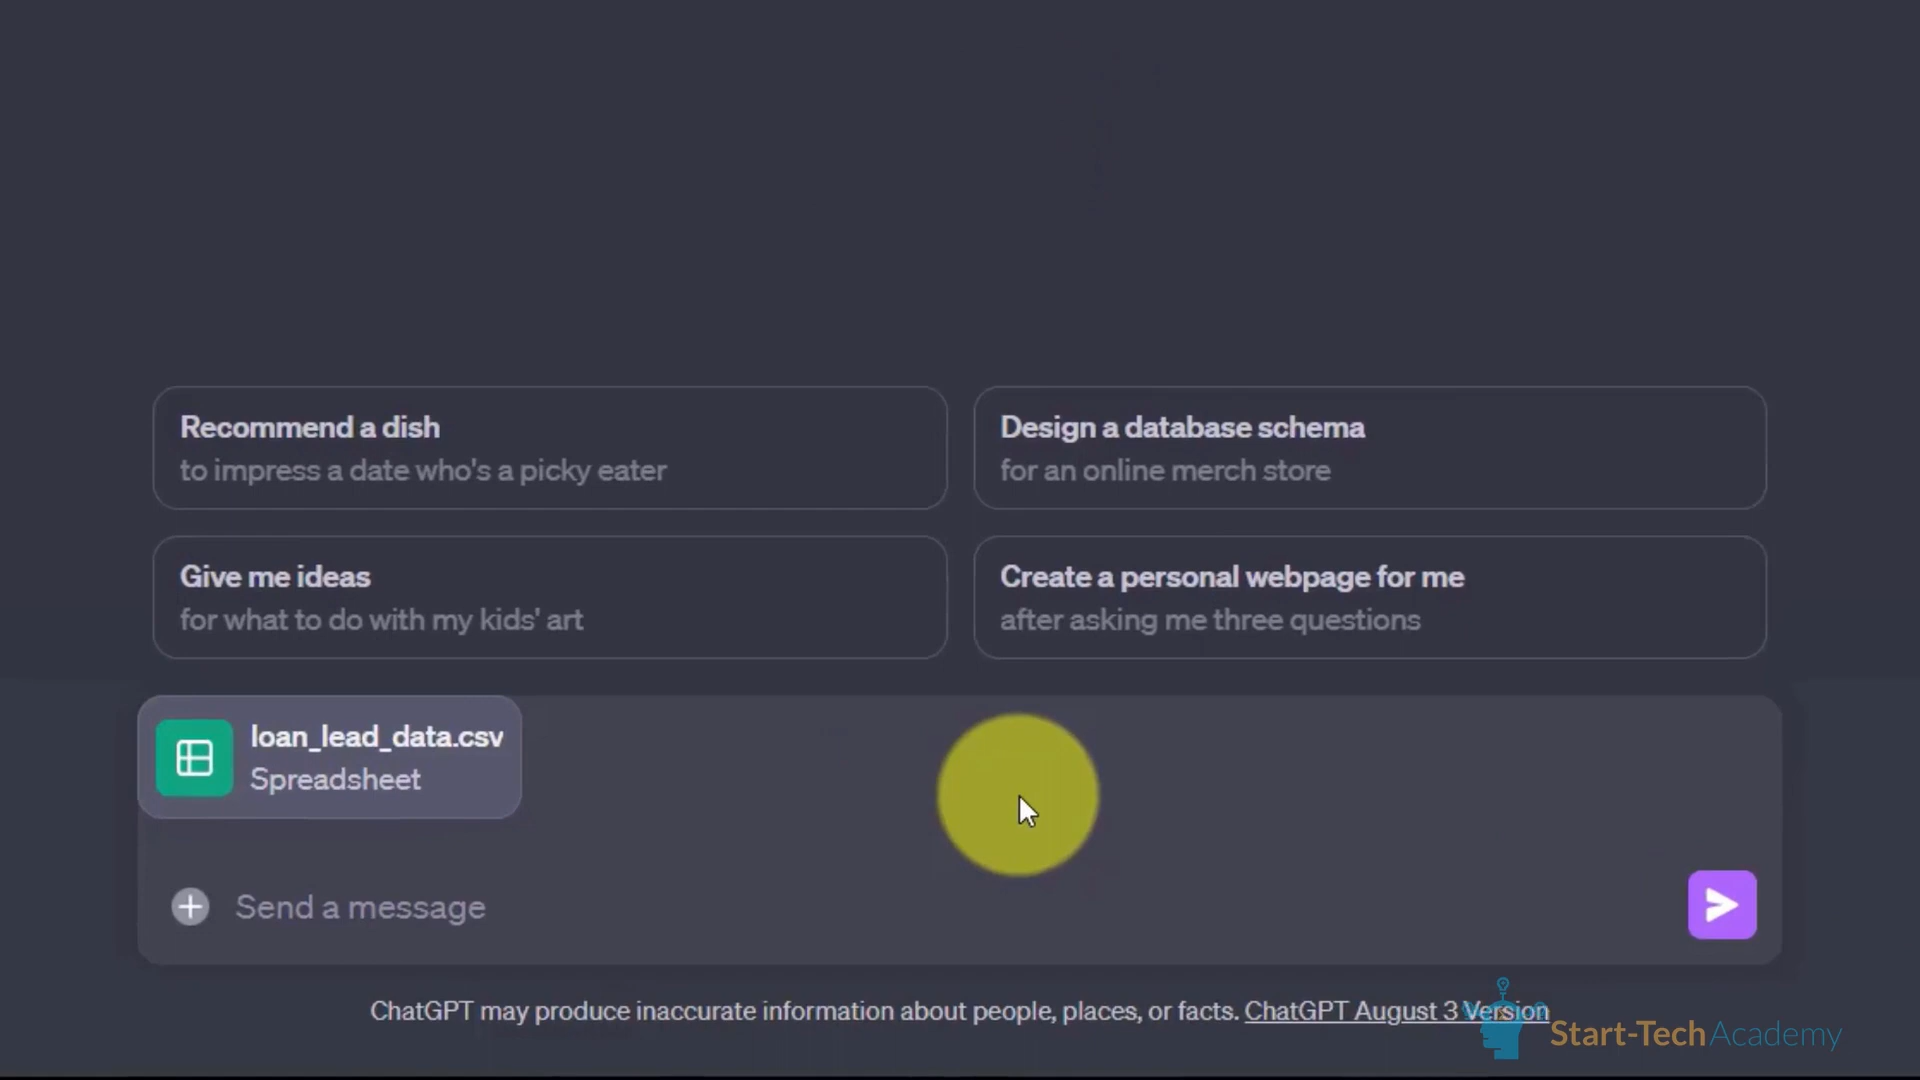 Recommend a dish
to impress a date who's a picky eater
Design a database schema
for an online merch store
Give me ideas
for what to do with my kids' art
Create a personal webpage for me
after asking me three questions
loan_lead_data.csv
Spreadsheet
Send a message
ChatGPT may produce inaccurate information about people, places, or facts. ChatGPT August 3 Version
Start-Tech Academy